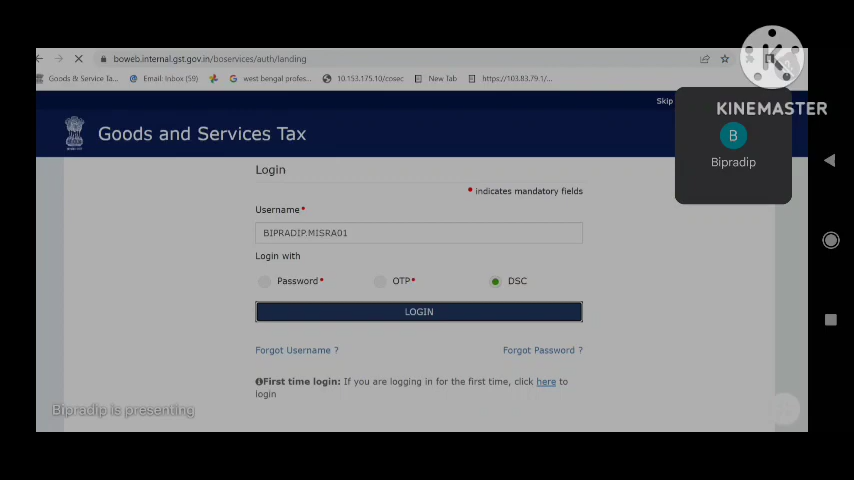 boweb.internal.gst.gov.in/boservices/auth/landing
Goods & Service Ta... Email: Inbox (59) west bengal profes... 10.153.175.10/cosec New Tab https://103.83.79.1/...
KINEMASTER
Skip
Goods and Services Tax
B
Bipradip
Login
• indicates mandatory fields
Username•
BIPRADIP.MISRA01
Login with
Password• OTP• DSC
LOGIN
Forgot Username ? Forgot Password ?
First time login: If you are logging in for the first time, click here to
login
Bipradip is presenting